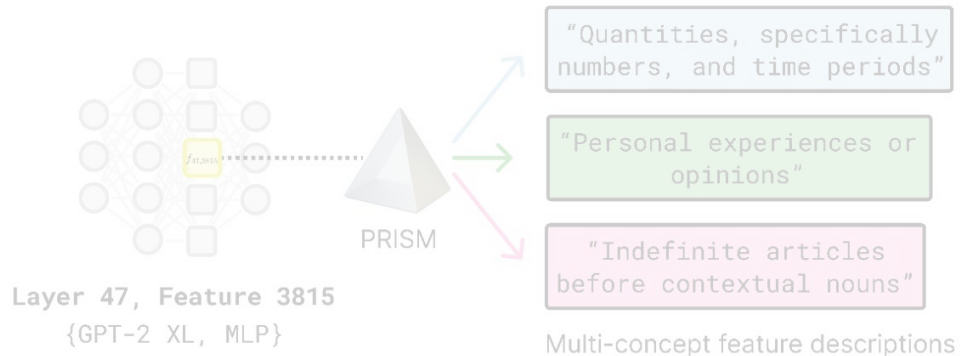 "Quantities, specifically
numbers, and time periods"
"Personal experiences or
opinions"
PRISM
"Indefinite articles
before contextual nouns"
Layer 47, Feature 3815
{GPT-2 XL, MLP}
Multi-concept feature descriptions